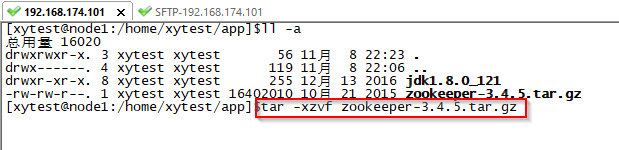 192.168.174.101 SFTP-192.168.174.101
[xytest@node1:/home/xytest/app]$ll -a
总用量 16020
drwxrwxr-x. 3 xytest xytest 56 11月 8 22:23 .
drwx------. 4 xytest xytest 119 11月 8 22:06 ..
drwxr-xr-x. 8 xytest xytest 255 12月 13 2016 jdk1.8.0_121
-rw-rw-r--. 1 xytest xytest 16402010 10月 21 2015 zookeeper-3.4.5.tar.gz
[xytest@node1:/home/xytest/app]$tar -xzvf zookeeper-3.4.5.tar.gz